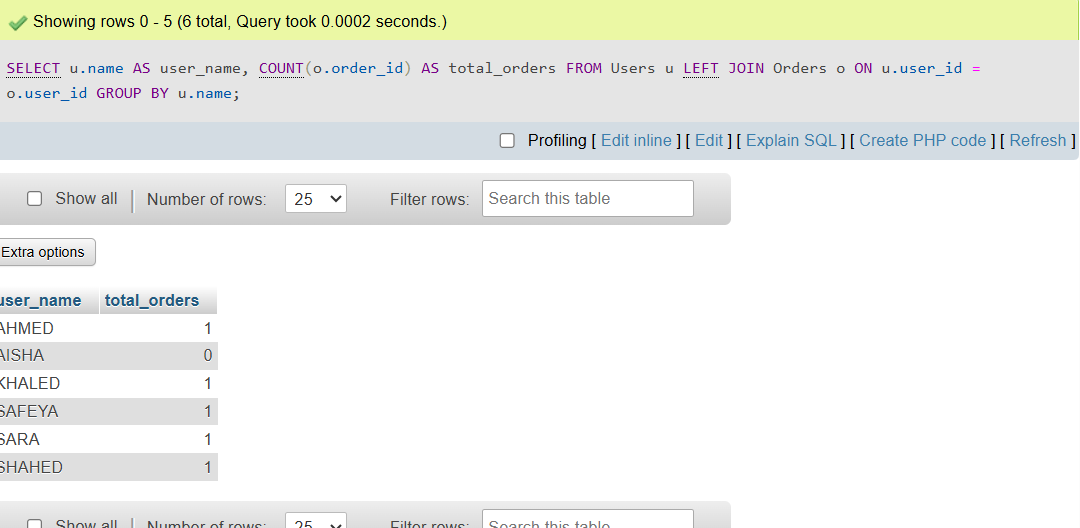 Showing rows 0 - 5 (6 total, Query took 0.0002 seconds.)
SELECT u.name AS user_name, COUNT(o.order_id) AS total_orders FROM Users u LEFT JOIN Orders o ON u.user_id =
o.user_id GROUP BY u.name;
Profiling [ Edit inline ] [ Edit ] [ Explain SQL ] [ Create PHP code ] [ Refresh ]
Show all | Number of rows: 25 Filter rows: Search this table
Extra options
user_name total_orders
AHMED 1
AISHA 0
KHALED 1
SAFEYA 1
SARA 1
SHAHED 1
Show all | Number of rows: 25 Filter rows: Search this table